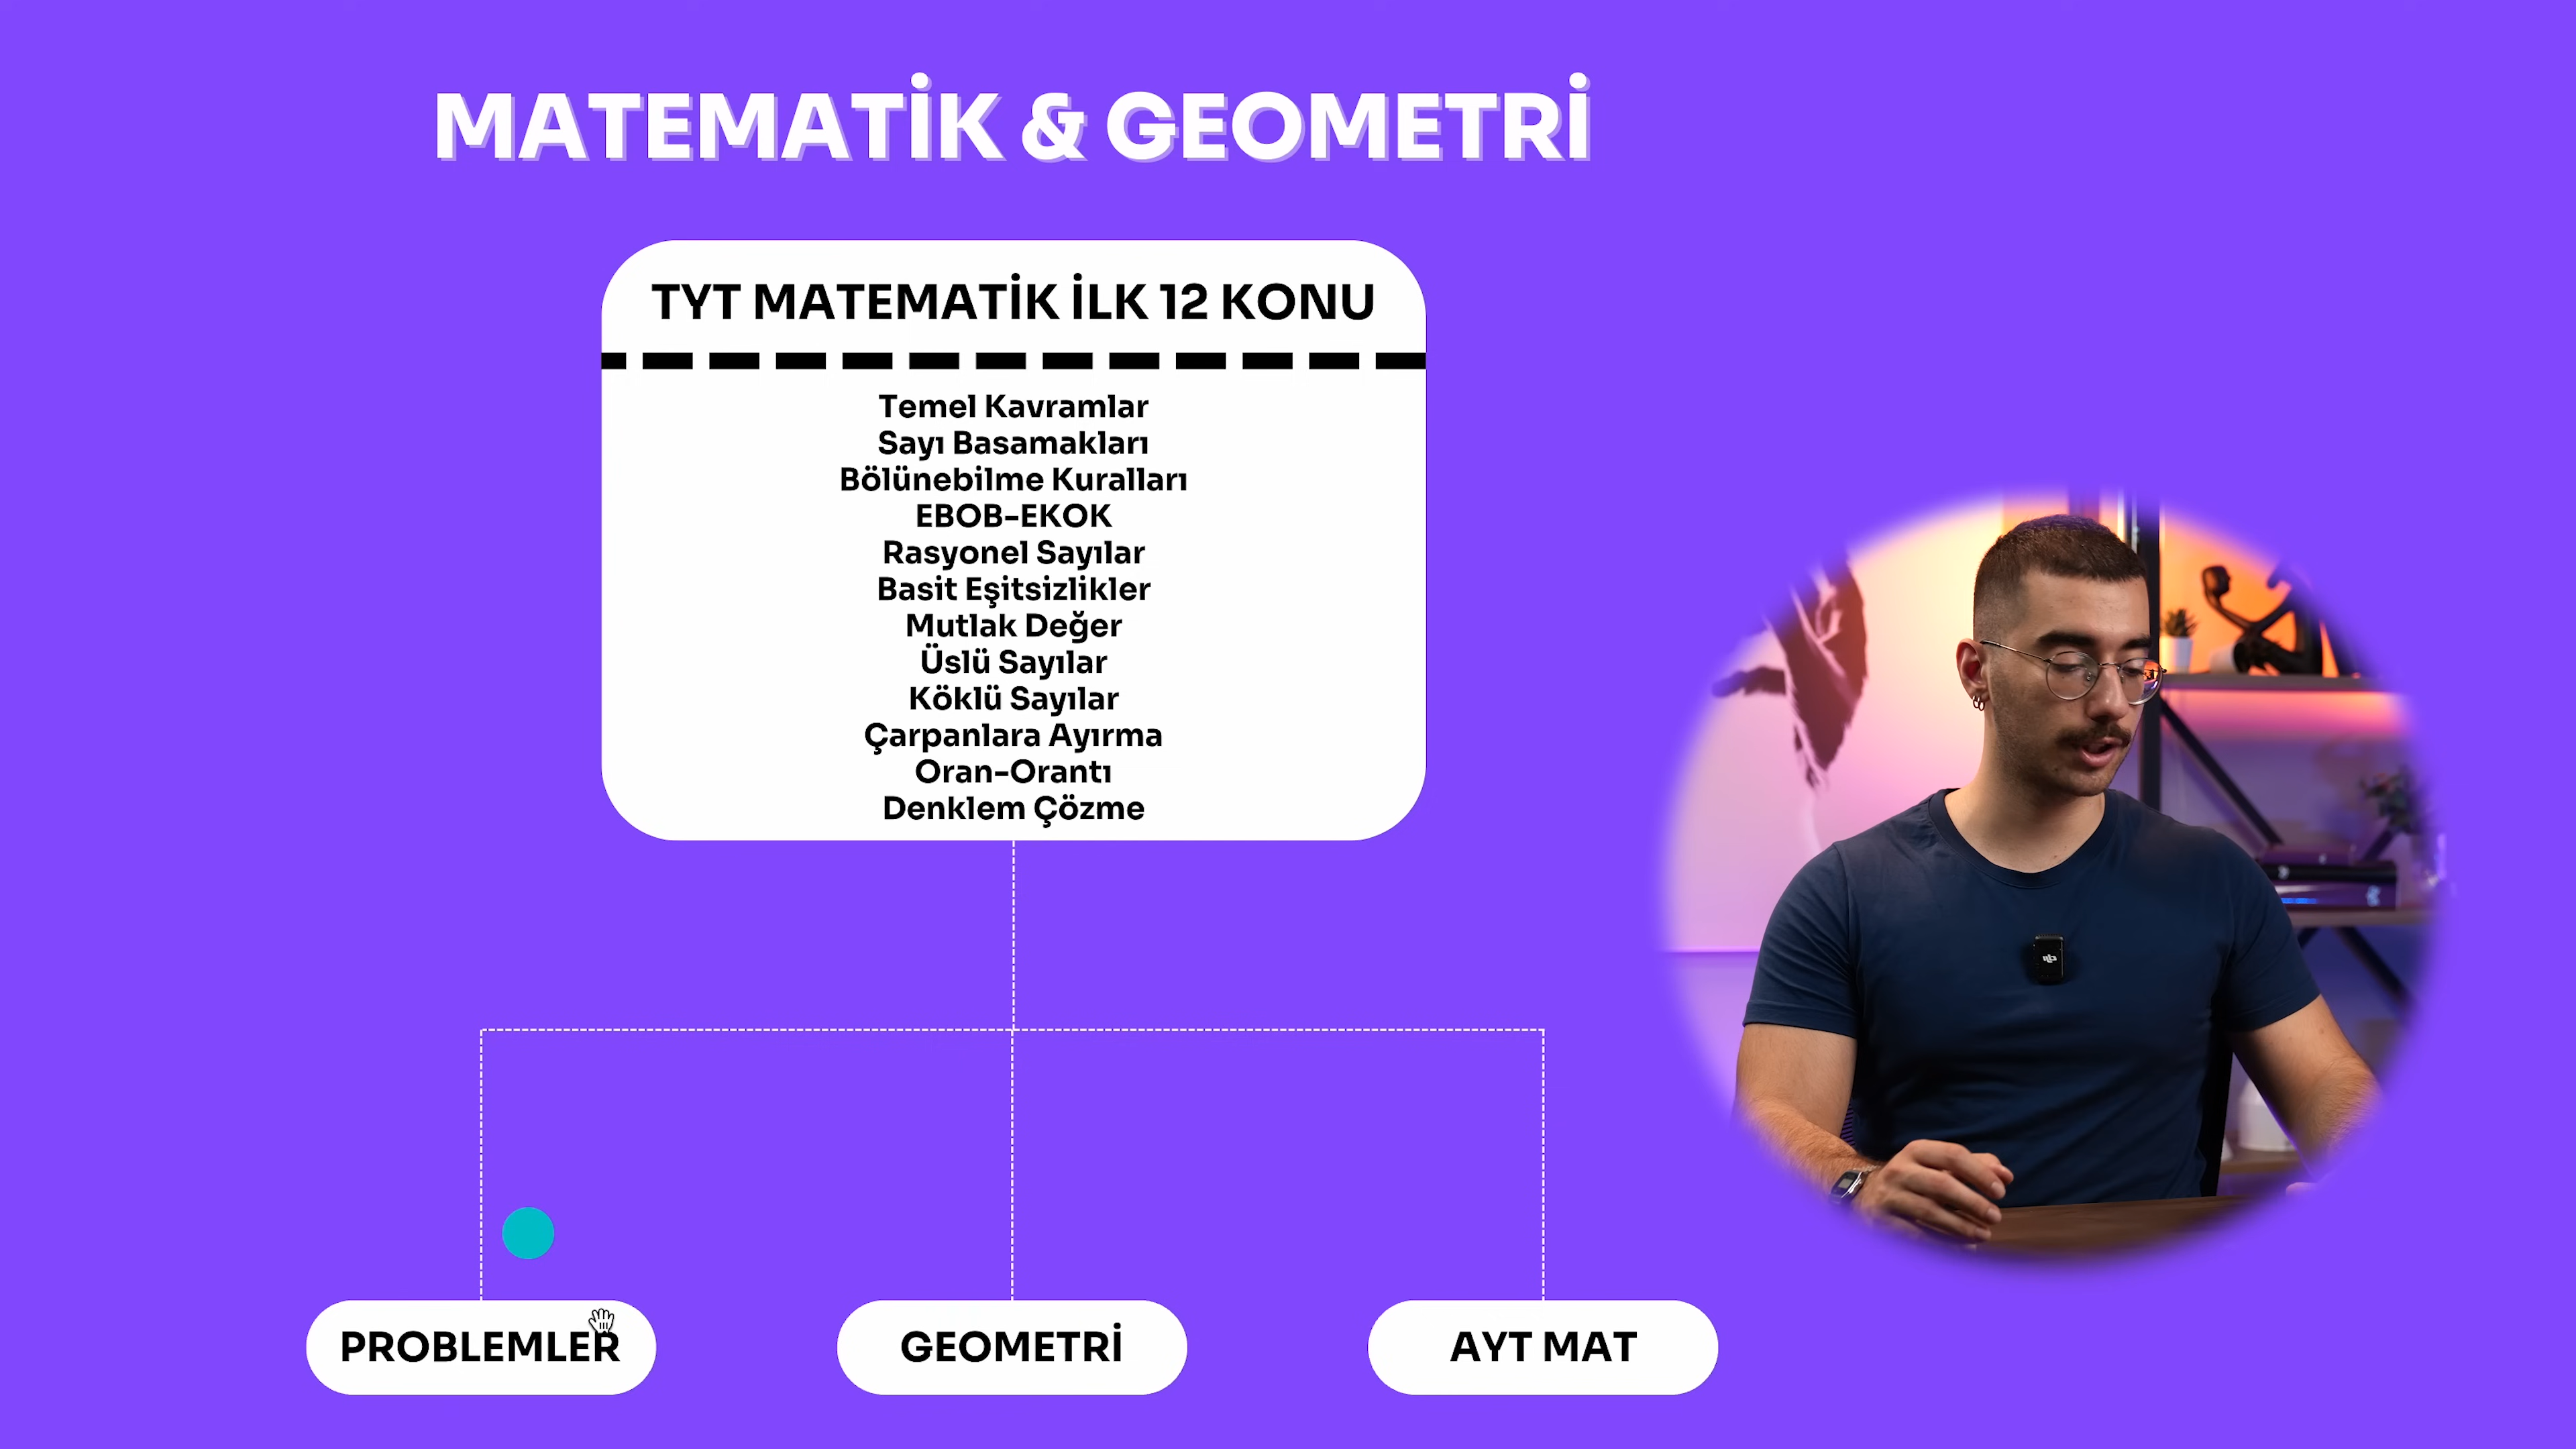 MATEMATİK & GEOMETRİ
TYT MATEMATİK İLK 12 KONU
Temel Kavramlar
Sayı Basamakları
Bölünebilme Kuralları
EBOB-EKOK
Rasyonel Sayılar
Basit Eşitsizlikler
Mutlak Değer
Üslü Sayılar
Köklü Sayılar
Çarpanlara Ayırma
Oran-Orantı
Denklem Çözme
PROBLEMLER
GEOMETRİ
AYT MAT